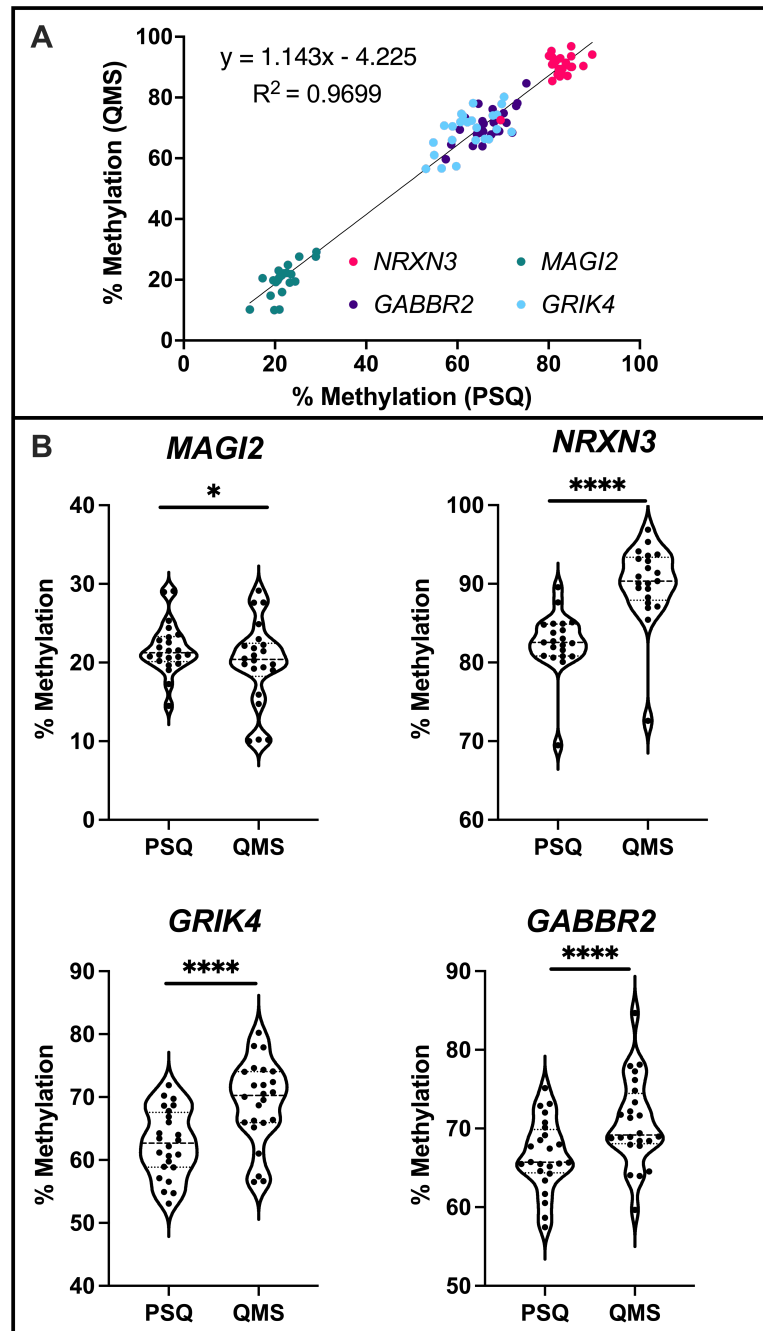 A
y = 1.143x - 4.225
R2 = 0.9699
% Methylation (QMS)
100
80
60
40
20
0
NRXN3
MAGI2
GABBR2
GRIK4
0 20 40 60 80 100
% Methylation (PSQ)
B
MAGI2
*
% Methylation
40
30
20
10
0
PSQ QMS
NRXN3
****
% Methylation
100
90
80
70
60
PSQ QMS
GRIK4
****
% Methylation
90
80
70
60
50
40
PSQ QMS
GABBR2
****
% Methylation
90
80
70
60
50
PSQ QMS